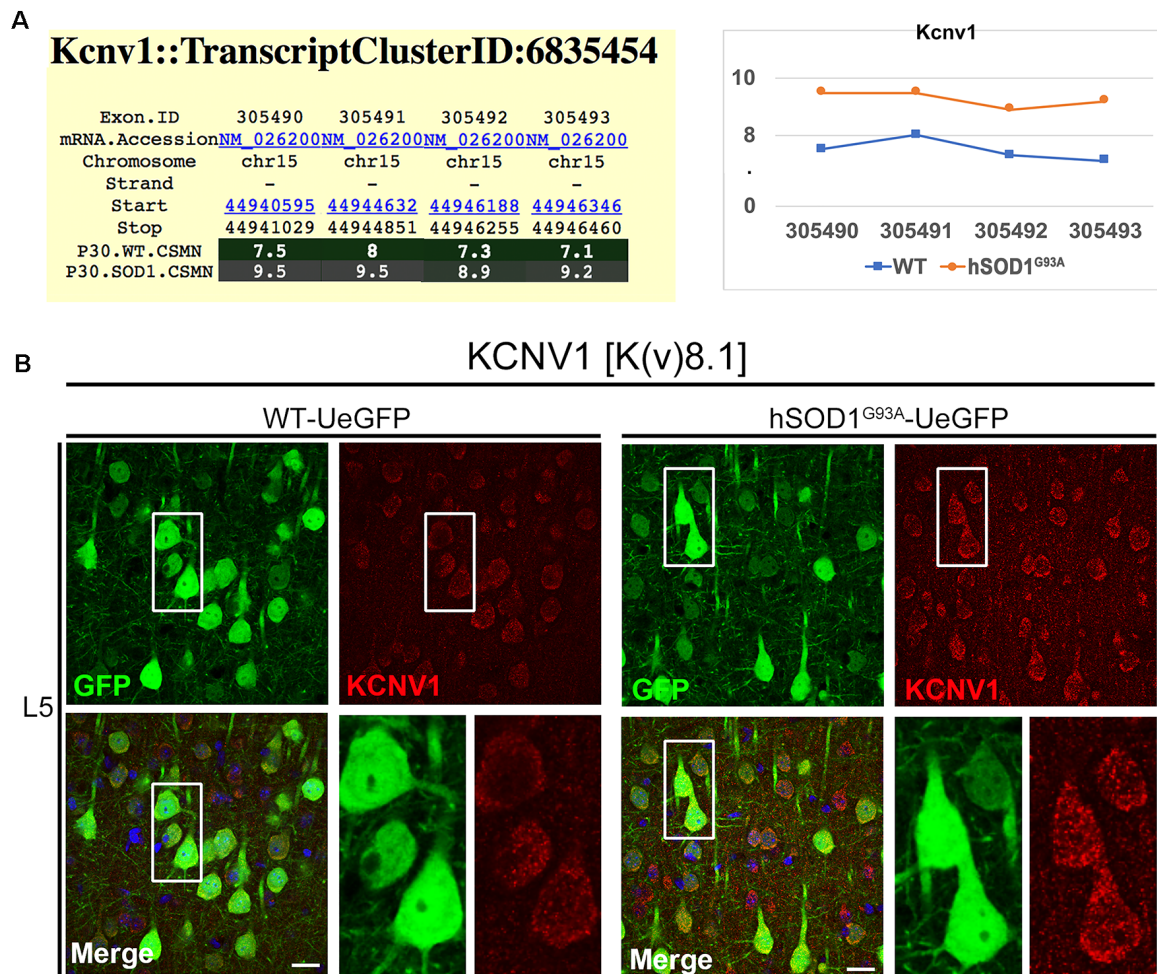 A
Kcnv1::TranscriptClusterID:6835454
Exon.ID 305490 305491 305492 305493
mRNA.Accession NM_026200 NM_026200 NM_026200 NM_026200
Chromosome chr15 chr15 chr15 chr15
Strand - - - -
Start 44940595 44944632 44946188 44946346
Stop 44941029 44944851 44946255 44946460
P30.WT.CSMN 7.5 8 7.3 7.1
P30.SOD1.CSMN 9.5 9.5 8.9 9.2
Kcnv1
10
8
.
0
305490 305491 305492 305493
WT hSOD1G93A
B
KCNV1 [K(v)8.1]
WT-UeGFP hSOD1G93A-UeGFP
GFP KCNV1 GFP KCNV1
L5
Merge Merge